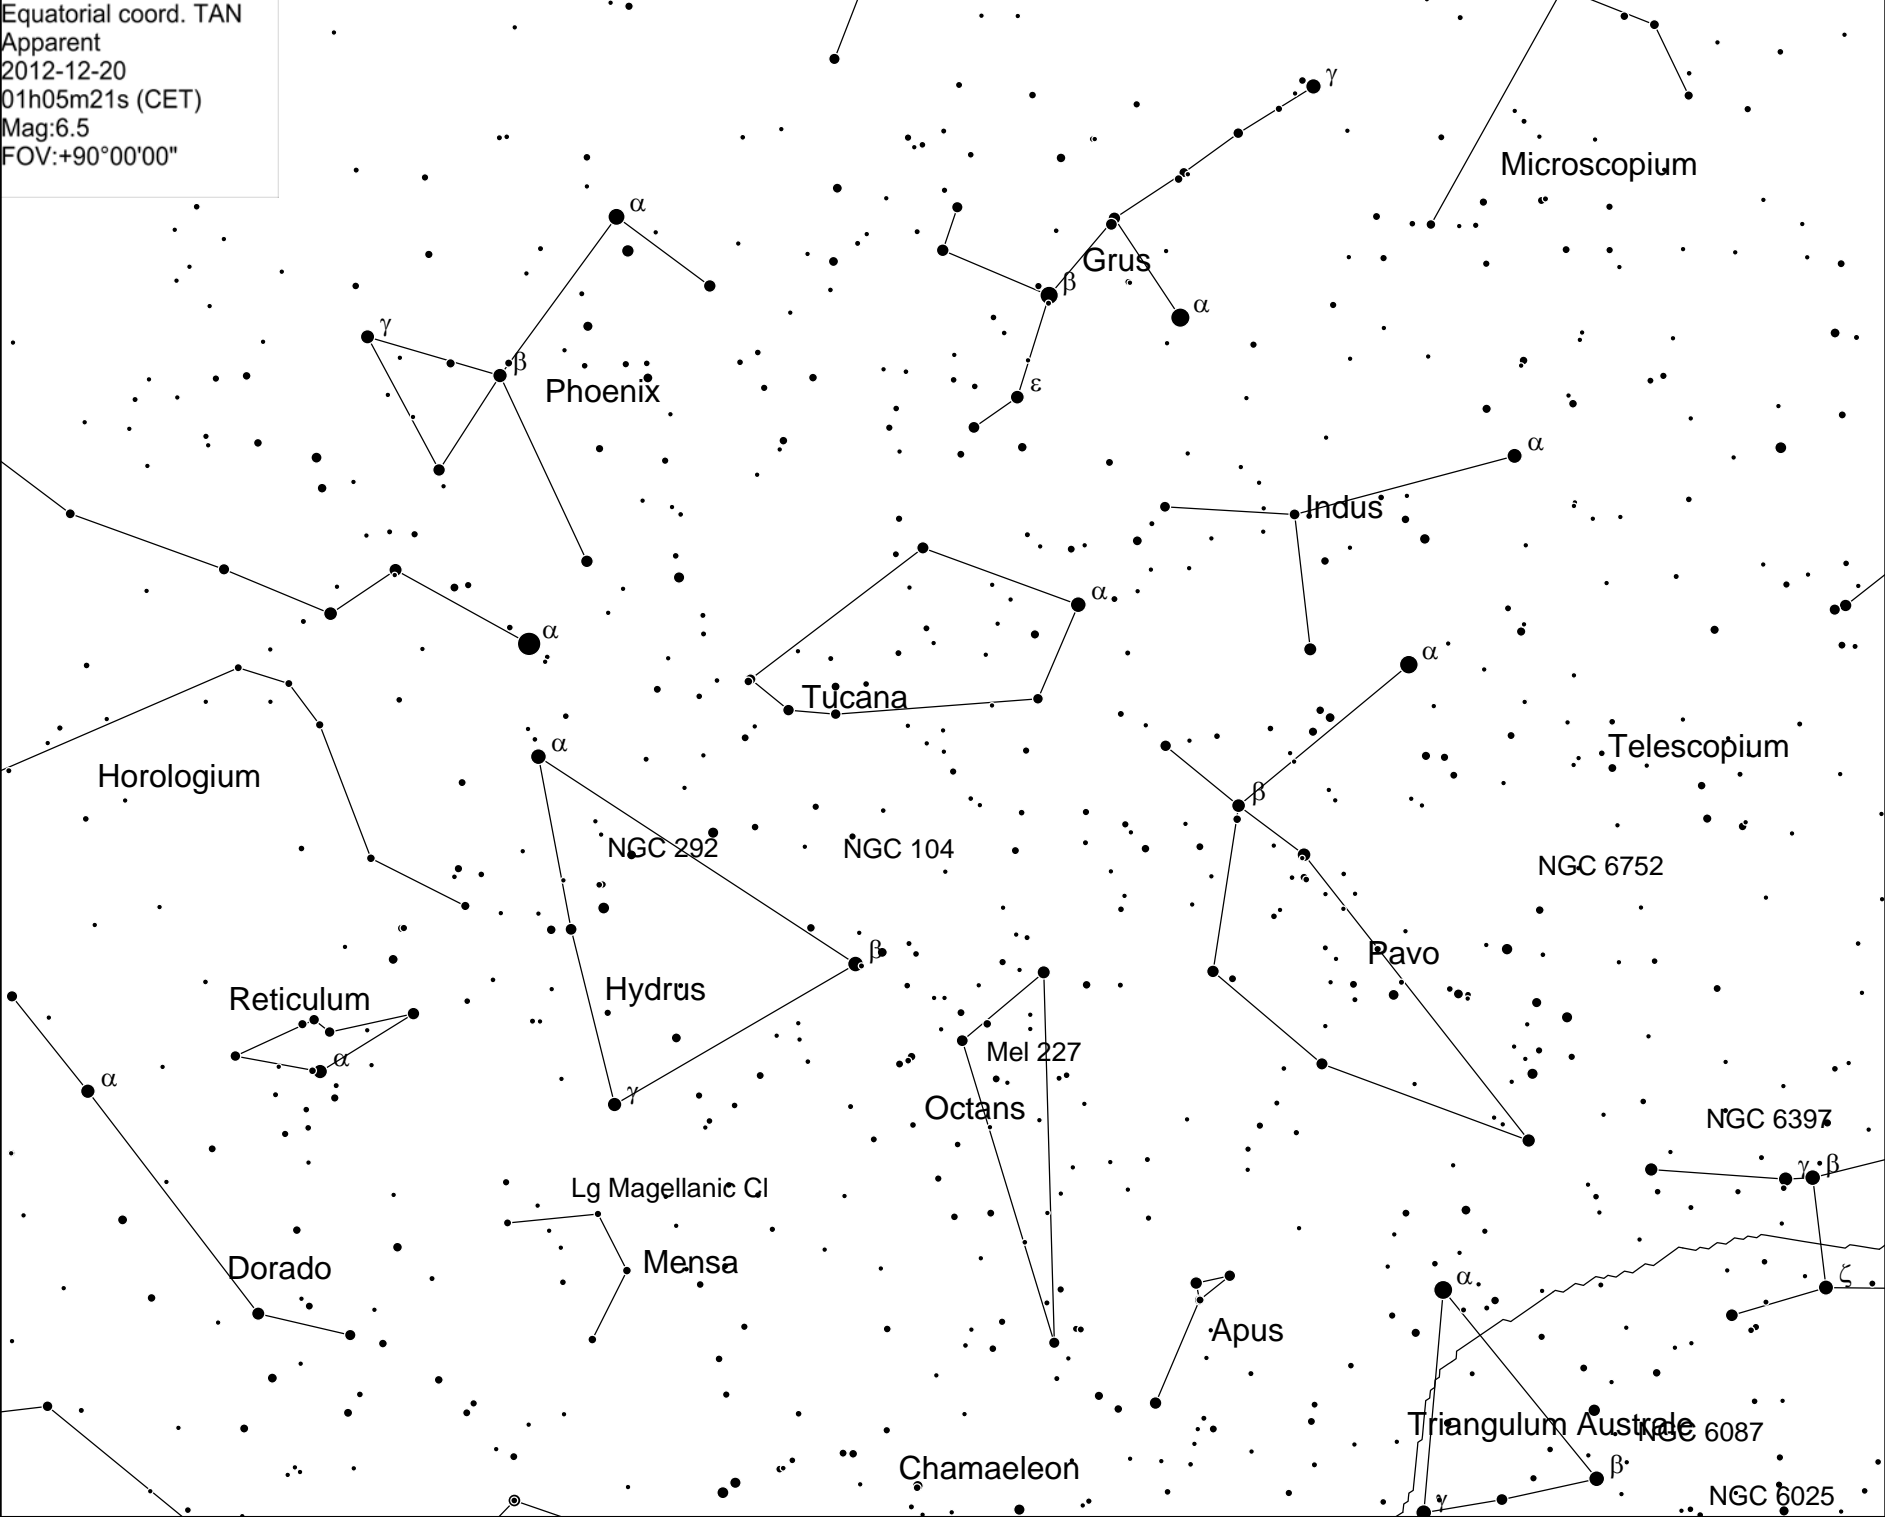 Equatorial coord. TAN
Apparent
2012-12-20
01h05m21s (CET)
Mag:6.5
FOV:+90°00'00"
γ
Microscopium
α
Grus
β
α
γ
β
Phoenix
ε
α
Indus
α
α
α
Tucana
α
Telescopium
Horologium
β
NGC 292
NGC 104
NGC 6752
β
Pavo
Hydrus
Reticulum
Mel 227
α
α
γ
Octans
NGC 6397
γ
β
Lg Magellanic Cl
Mensa
Dorado
α
ζ
Apus
Triangulum Australe
NGC 6087
Chamaeleon
β
γ
NGC 6025